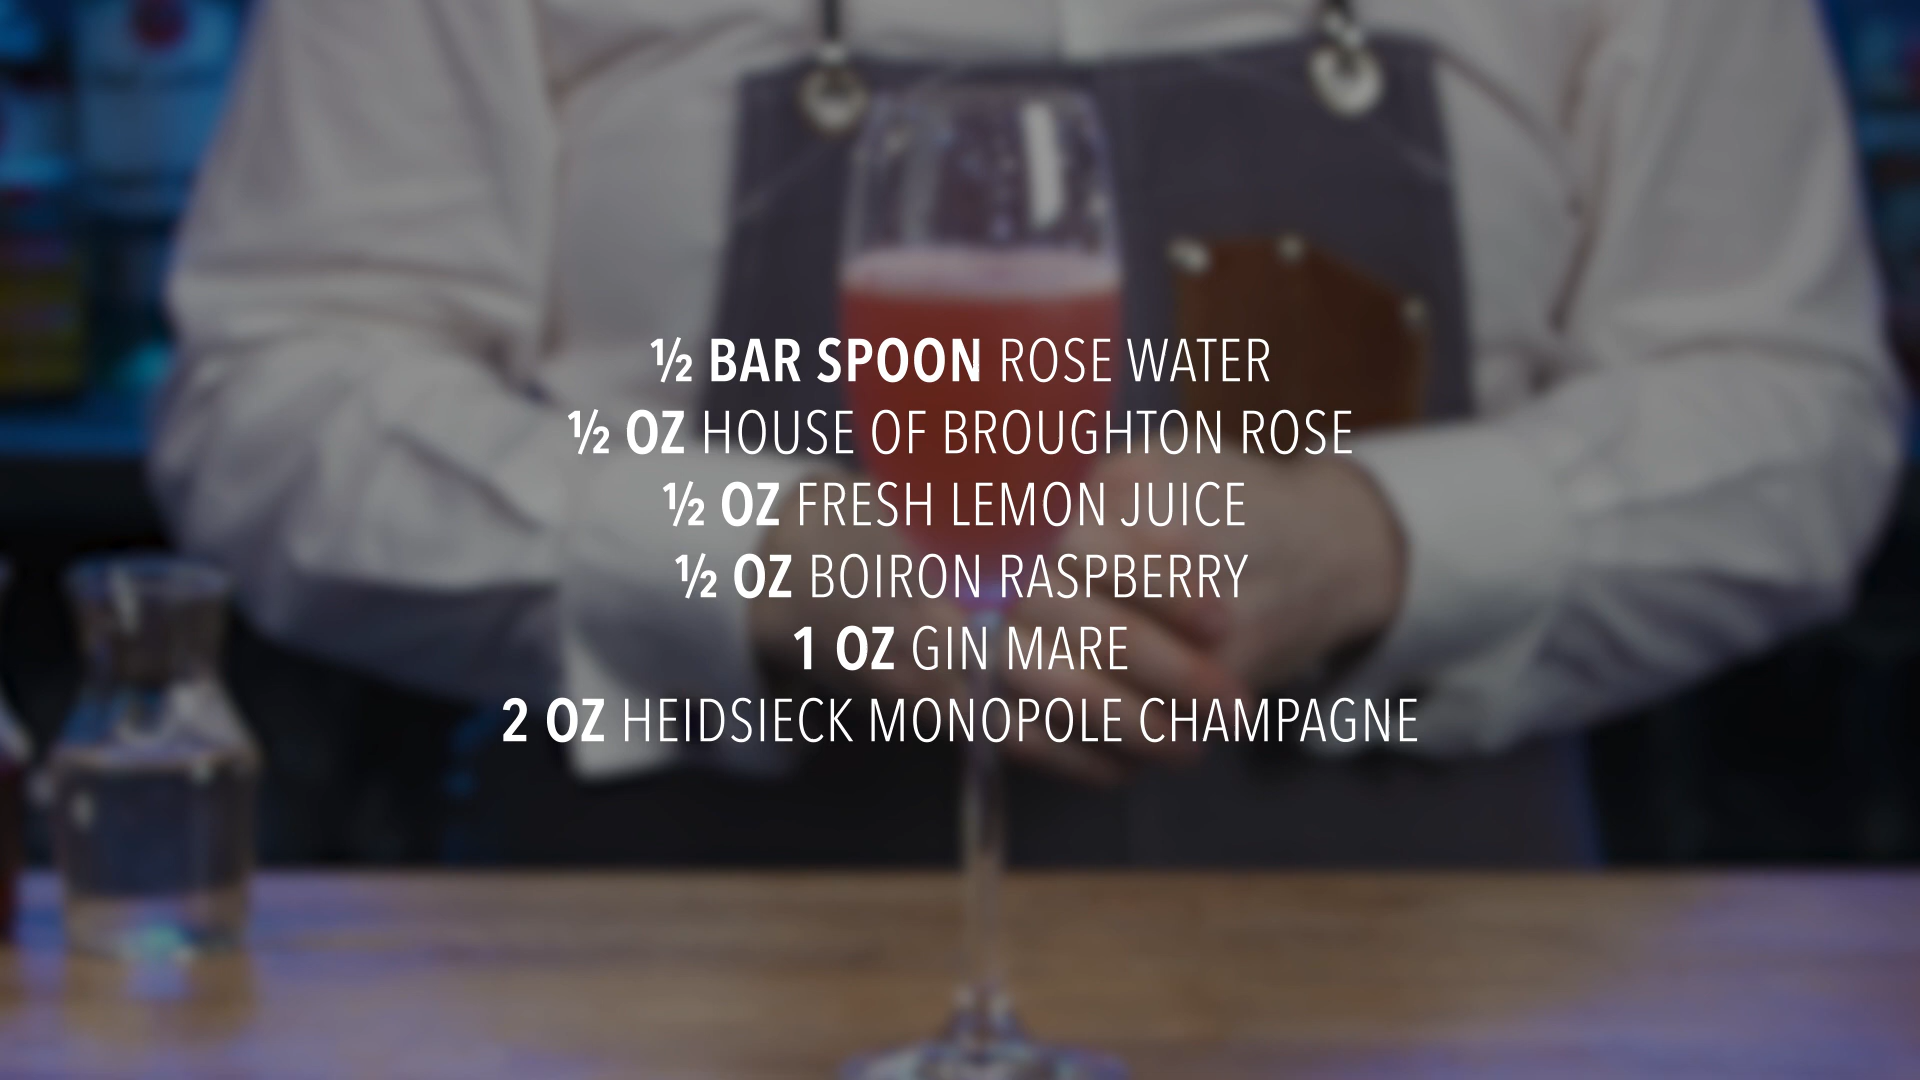 ½ BAR SPOON ROSE WATER
½ OZ HOUSE OF BROUGHTON ROSE
½ OZ FRESH LEMON JUICE
½ OZ BOIRON RASPBERRY
1 OZ GIN MARE
2 OZ HEIDSIECK MONOPOLE CHAMPAGNE